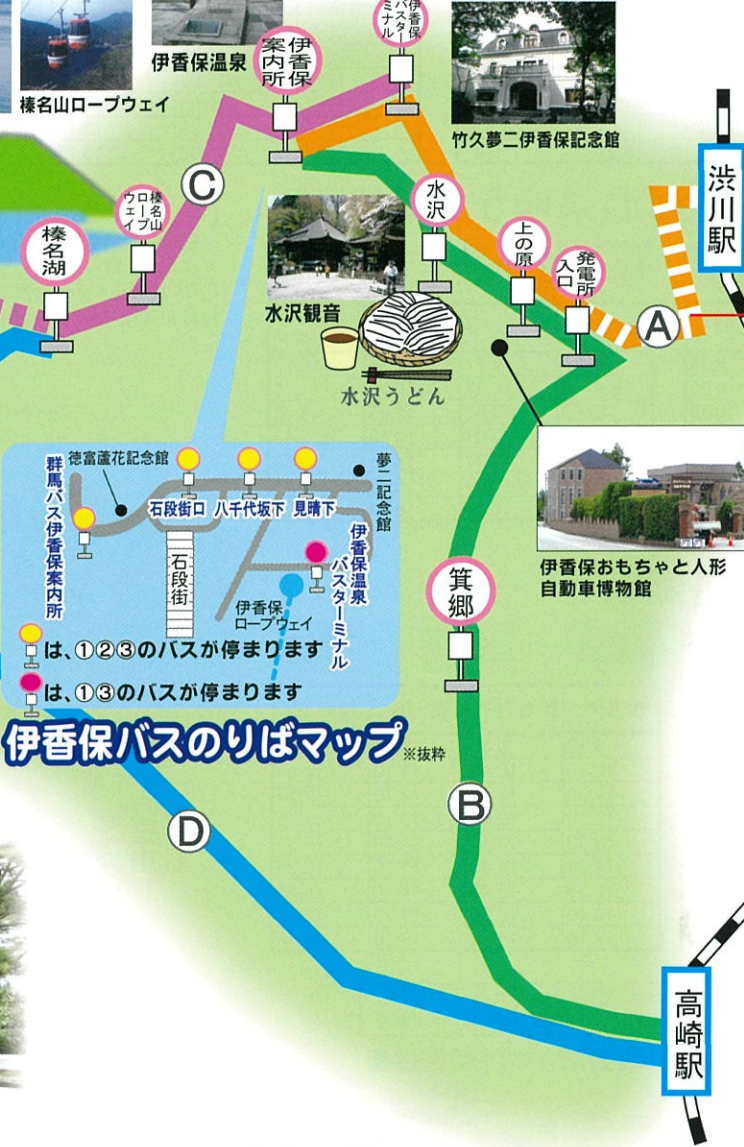 榛名山ロープウェイ
伊香保温泉
伊香保
案内所
伊香保
バスター
ミナル
竹久夢二伊香保記念館
渋川駅
C
榛名山
ロープ
ウェイ
榛名湖
水沢
上の原
発電所
入口
A
水沢観音
水沢うどん
伊香保おもちゃと人形
自動車博物館
徳富蘆花記念館
夢二記念館
群馬バス伊香保案内所
石段街口
八千代坂下
見晴下
石段街
伊香保温泉
バスターミナル
伊香保
ロープウェイ
は、①②③のバスが停まります
は、①③のバスが停まります
伊香保バスのりばマップ
※抜粋
箕郷
B
D
高崎駅